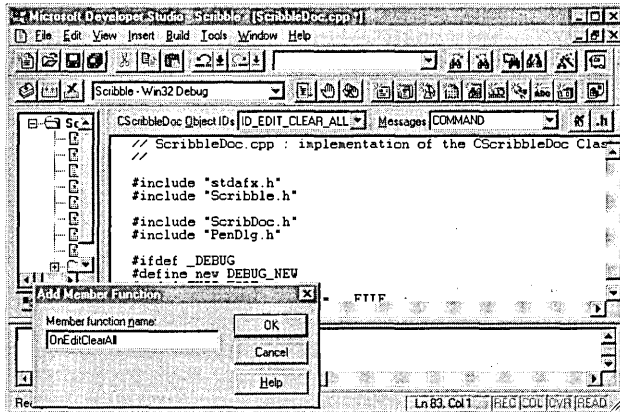 Microsoft Developer Studio - Scribble - [ScribbleDoc.cpp *]
File Edit View Insert Build Tools Window Help
Scribble - Win32 Debug
Sc
CScribbleDoc Object IDs ID_EDIT_CLEAR_ALL Messages COMMAND .h
// ScribbleDoc.cpp : implementation of the CScribbleDoc Clas
//
#include "stdafx.h"
#include "Scribble.h"
#include "ScribDoc.h"
#include "PenDlg.h"
#ifdef _DEBUG
#define new DEBUG_NEW
Add Member Function
Member function name:
OnEditClearAll
OK
Cancel
Help
Ln 83, Col 1 REC COL OVR READ